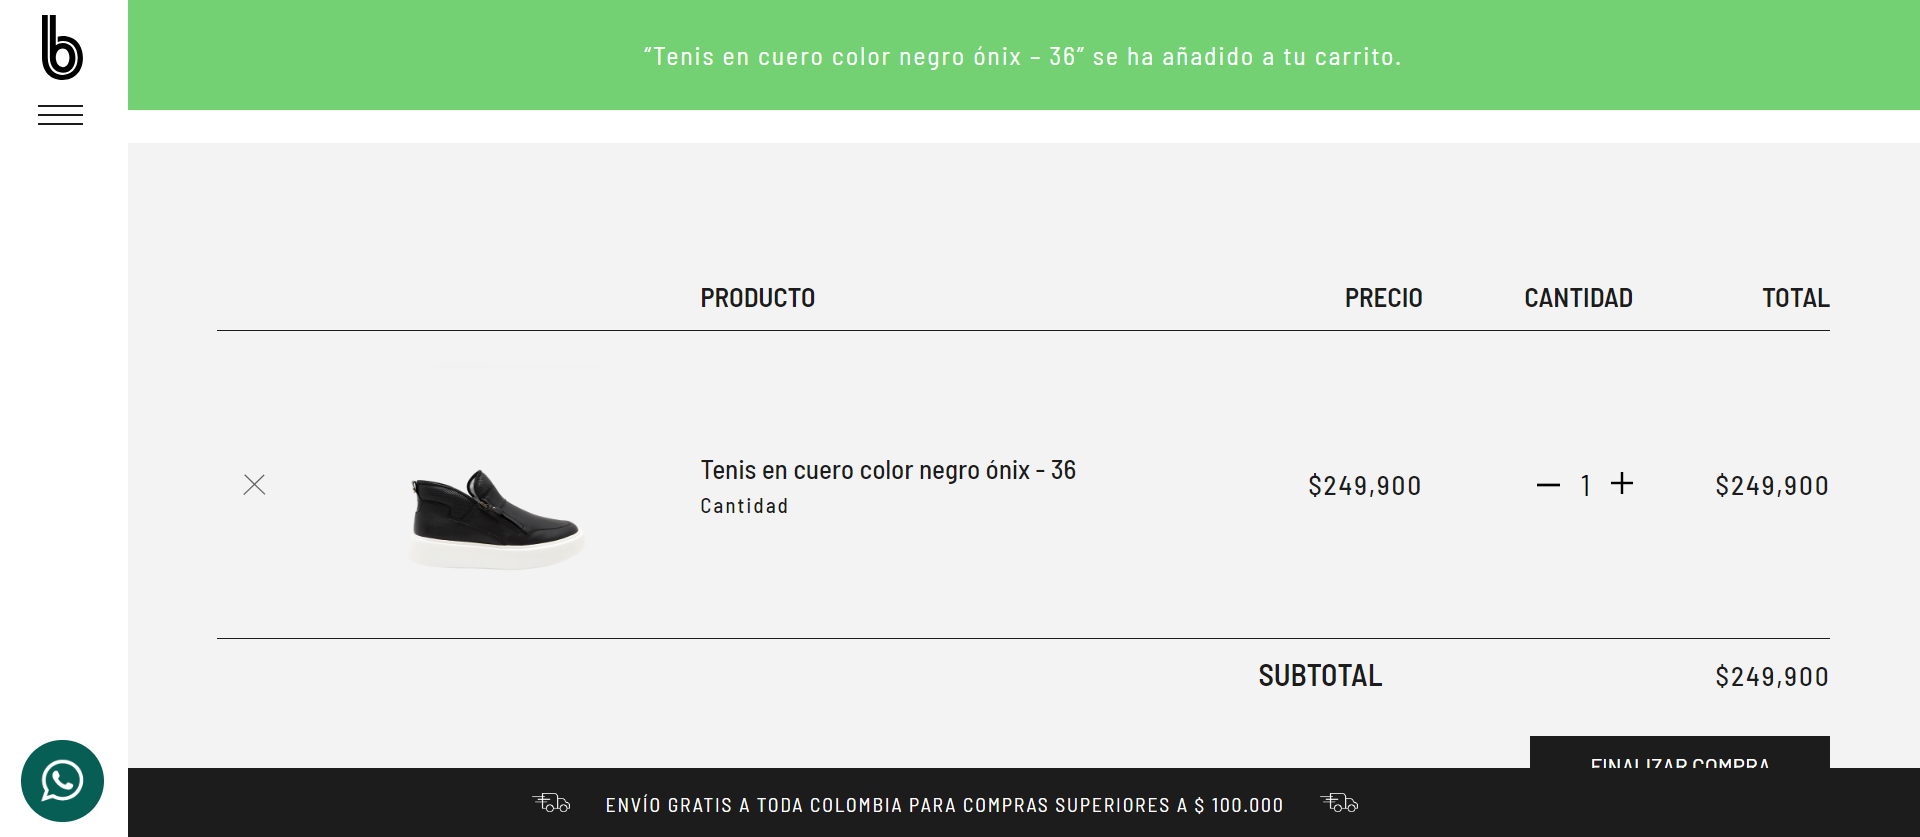 b
“Tenis en cuero color negro ónix – 36” se ha añadido a tu carrito.
PRODUCTO PRECIO CANTIDAD TOTAL
Tenis en cuero color negro ónix - 36
Cantidad
$249,900 1 $249,900
SUBTOTAL $249,900
FINALIZAR COMPRA
ENVÍO GRATIS A TODA COLOMBIA PARA COMPRAS SUPERIORES A $ 100.000